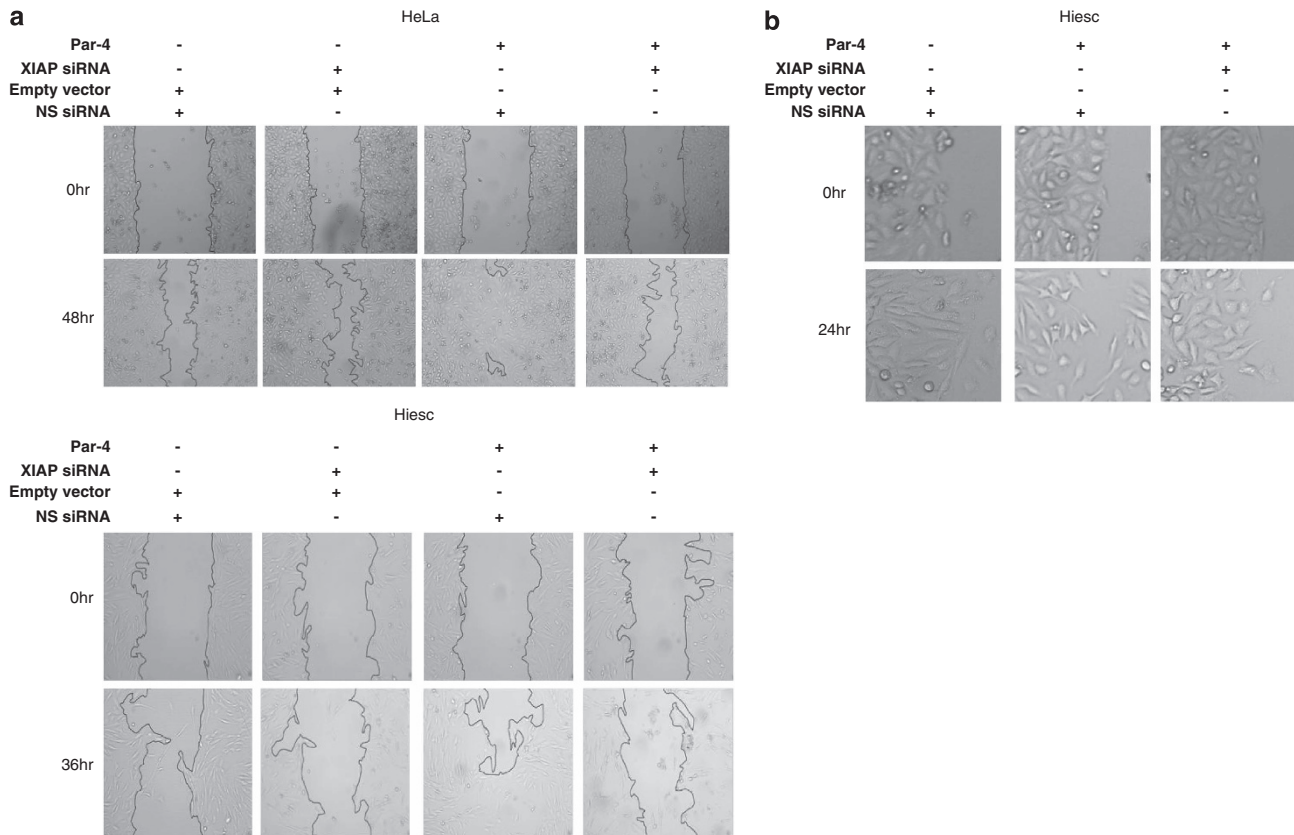 a
HeLa
Par-4 - - + +
XIAP siRNA - + - +
Empty vector + + - -
NS siRNA + - + -
0hr
48hr
Hiesc
Par-4 - - + +
XIAP siRNA - + - +
Empty vector + + - -
NS siRNA + - + -
0hr
36hr
b
Hiesc
Par-4 - + +
XIAP siRNA - - +
Empty vector + - -
NS siRNA + + -
0hr
24hr